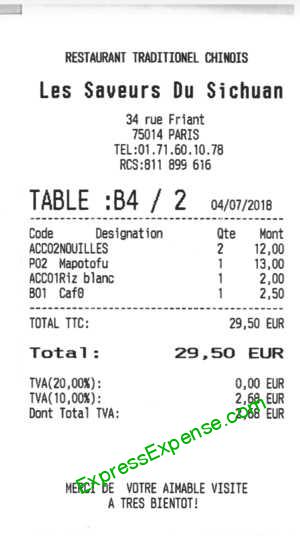 RESTAURANT TRADITIONEL CHINOIS
Les Saveurs Du Sichuan
34 rue Friant
75014 PARIS
TEL:01.71.60.10.78
RCS:811 899 616
TABLE :B4 / 2 04/07/2018
Code Designation Qte Mont
ACCO2NOUILLES 2 12,00
P02 Mapotofu 1 13,00
ACCO1Riz blanc 1 2,00
B01 Caf0 1 2,50
TOTAL TTC: 29,50 EUR
Total: 29,50 EUR
TVA(20,00%): 0,00 EUR
TVA(10,00%): 2,68 EUR
Dont Total TVA: 2,68 EUR
ExpressExpense.com
MERCI DE VOTRE AIMABLE VISITE
A TRES BIENTOT!